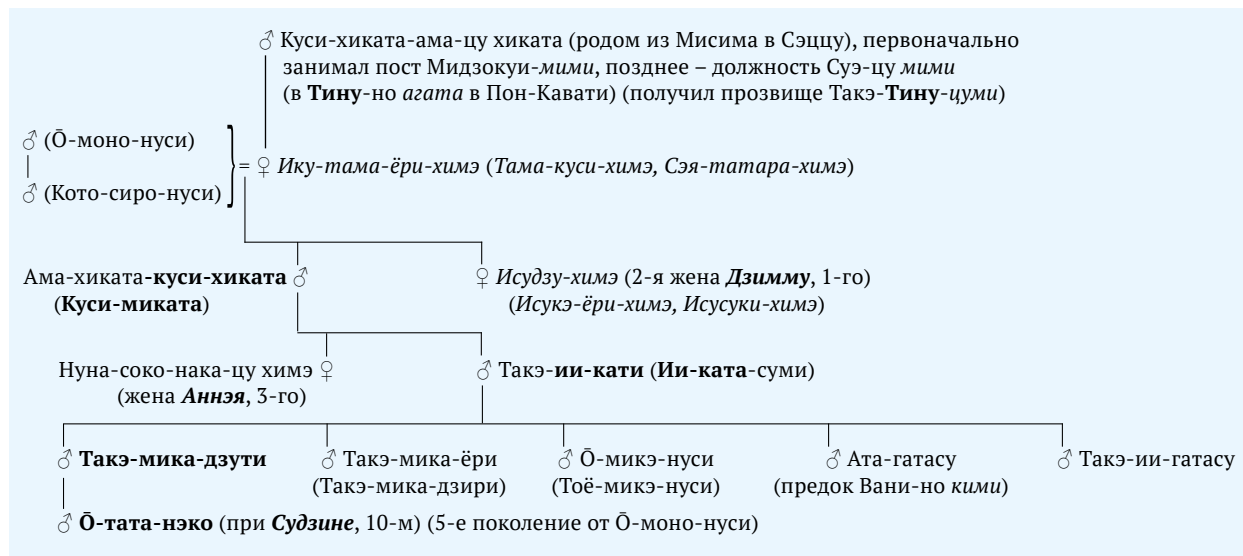 ♂ Куси-хиката-ама-цу хиката (родом из Мисима в Сэццу), первоначально
занимал пост Мидзокуи-мими, позднее – должность Суэ-цу мими
(в Тину-но агата в Пон-Кавати) (получил прозвище Такэ-Тину-цуми)
♂ (Ō-моно-нуси)
= ♀ Ику-тама-ёри-химэ (Тама-куси-химэ, Сэя-татара-химэ)
♂ (Кото-сиро-нуси)
Ама-хиката-куси-хиката ♂
(Куси-миката)
♀ Исудзу-химэ (2-я жена Дзимму, 1-го)
(Исукэ-ёри-химэ, Исусуки-химэ)
Нуна-соко-нака-цу химэ ♀
(жена Аннэя, 3-го)
♂ Такэ-ии-кати (Ии-ката-суми)
♂ Такэ-мика-дзути
♂ Такэ-мика-ёри
(Такэ-мика-дзири)
♂ Ō-микэ-нуси
(Тоё-микэ-нуси)
♂ Ата-гатасу
(предок Вани-но кими)
♂ Такэ-ии-гатасу
♂ Ō-тата-нэко (при Судзине, 10-м) (5-е поколение от Ō-моно-нуси)